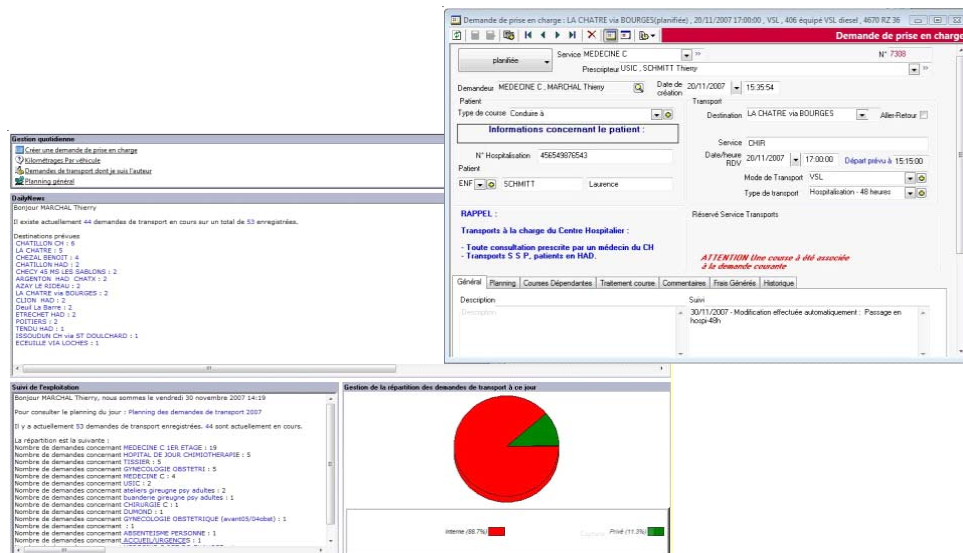 Demande de prise en charge : LA CHATRE via BOURGES(planifiée) , 20/11/2007 17:00:00 , VSL , 406 équipé VSL diesel , 4670 RZ 36
Demande de prise en charge
planifiée
Service MEDECINE C
N° 7308
Prescripteur USIC , SCHMITT Thierry
Demandeur MEDECINE C , MARCHAL Thierry
Date de création 20/11/2007 15:35:54
Patient
Type de course Conduire à
Informations concernant le patient :
N° Hospitalisation 456549876543
Patient
ENF SCHMITT Laurence
RAPPEL :
Transports à la charge du Centre Hospitalier :
- Toute consultation prescrite par un médecin du CH
- Transports S S P, patients en HAD.
Transport
Destination LA CHATRE via BOURGES Aller-Retour
Service CHIR
Date/heure RDV 20/11/2007 17:00:00 Départ prévu à 15:15:00
Mode de Transport VSL
Type de transport Hospitalisation - 48 heures
Réservé Service Transports
ATTENTION Une course à été associée
à la demande courante
Général Planning Courses Dépendantes Traitement course Commentaires Frais Générés Historique
Description
Description
Suivi
30/11/2007 - Modification effectuée automatiquement : Passage en
hospi-48h
Gestion quotidienne
Créer une demande de prise en charge
Kilométrages Par véhicule
Demandes de transport dont je suis l'auteur
Planning général
DailyNews
Bonjour MARCHAL Thierry
Il existe actuellement 44 demandes de transport en cours sur un total de 53 enregistrées.
Destinations prévues
CHATILLON CH : 6
LA CHATRE : 5
CHEZAL BENOIT : 4
CHATILLON HAD : 2
CHECY 45 MS LES SABLONS : 2
ARGENTON HAD CHATX : 2
AZAY LE RIDEAU : 2
LA CHATRE via BOURGES : 2
CLION HAD : 2
Deuil La Barre : 2
ETRECHET HAD : 2
POITIERS : 2
TENDU HAD : 1
ISSOUDUN CH via ST DOULCHARD : 1
ECEUILLE VIA LOCHES : 1
Suivi de l'exploitation
Bonjour MARCHAL Thierry, nous sommes le vendredi 30 novembre 2007 14:19
Pour consulter le planning du jour : Planning des demandes de transport 2007
Il y a actuellement 53 demandes de transport enregistrées. 44 sont actuellement en cours.
La répartition est la suivante :
Nombre de demandes concernant MEDECINE C 1ER ETAGE : 19
Nombre de demandes concernant HOPITAL DE JOUR CHIMIOTHERAPIE : 5
Nombre de demandes concernant TISSIER : 5
Nombre de demandes concernant GYNECOLOGIE OBSTETRI : 5
Nombre de demandes concernant MEDECINE C : 4
Nombre de demandes concernant USIC : 2
Nombre de demandes concernant ateliers gireugne psy adultes : 2
Nombre de demandes concernant buanderie gireugne psy adultes : 1
Nombre de demandes concernant CHIRURGIE C : 1
Nombre de demandes concernant DUMOND : 1
Nombre de demandes concernant GYNECOLOGIE OBSTETRIQUE (avant05/04obst) : 1
Nombre de demandes concernant : 1
Nombre de demandes concernant ABSENTEISME PERSONNE : 1
Nombre de demandes concernant ACCUEIL/URGENCES : 1
Gestion de la répartition des demandes de transport à ce jour
Interne (88.7%) Privé (11.3%)